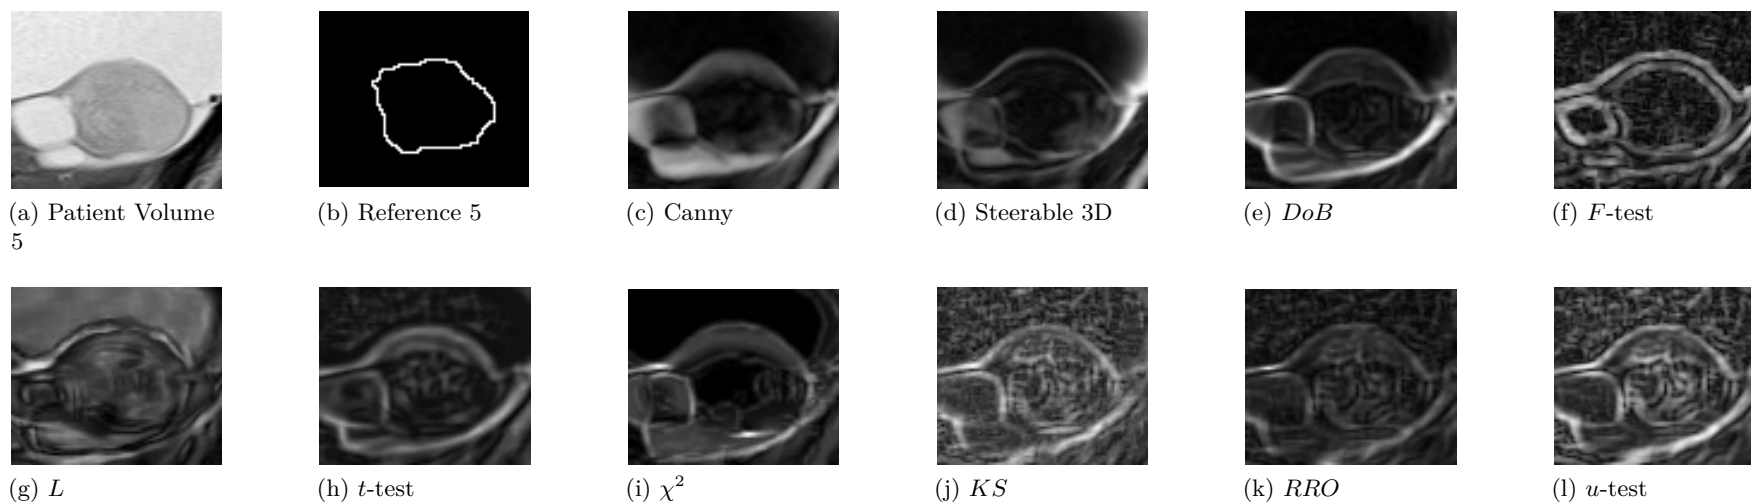 (a) Patient Volume
5
(b) Reference 5
(c) Canny
(d) Steerable 3D
(e) DoB
(f) F-test
(g) L
(h) t-test
(i) χ²
(j) KS
(k) RRO
(l) u-test